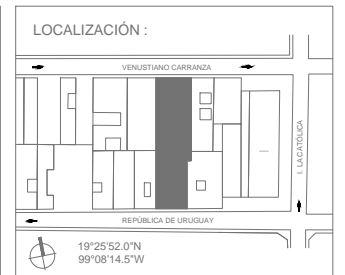 LOCALIZACIÓN :
VENUSTIANO CARRANZA
I. LA CATÓLICA
REPÚBLICA DE URUGUAY
19°25'52.0"N
99°08'14.5"W